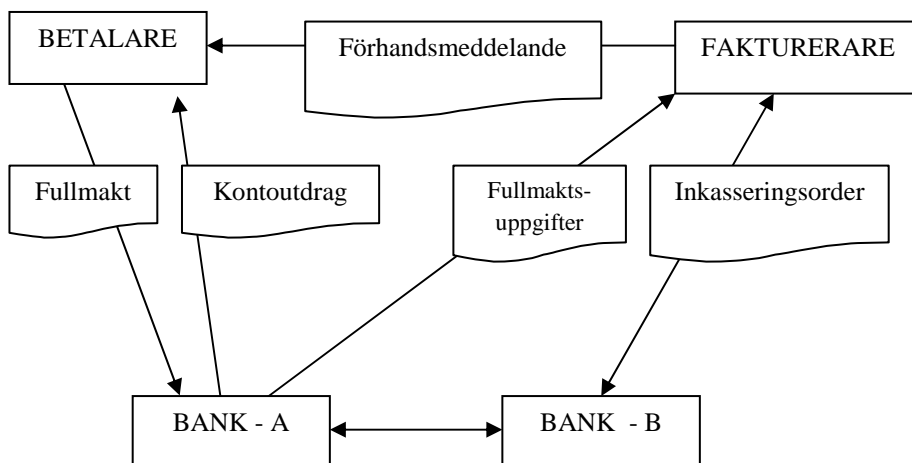 BETALARE
Förhandsmeddelande
FAKTURERARE
Fullmakt
Kontoutdrag
Fullmakts-
uppgifter
Inkasseringsorder
BANK - A
BANK - B